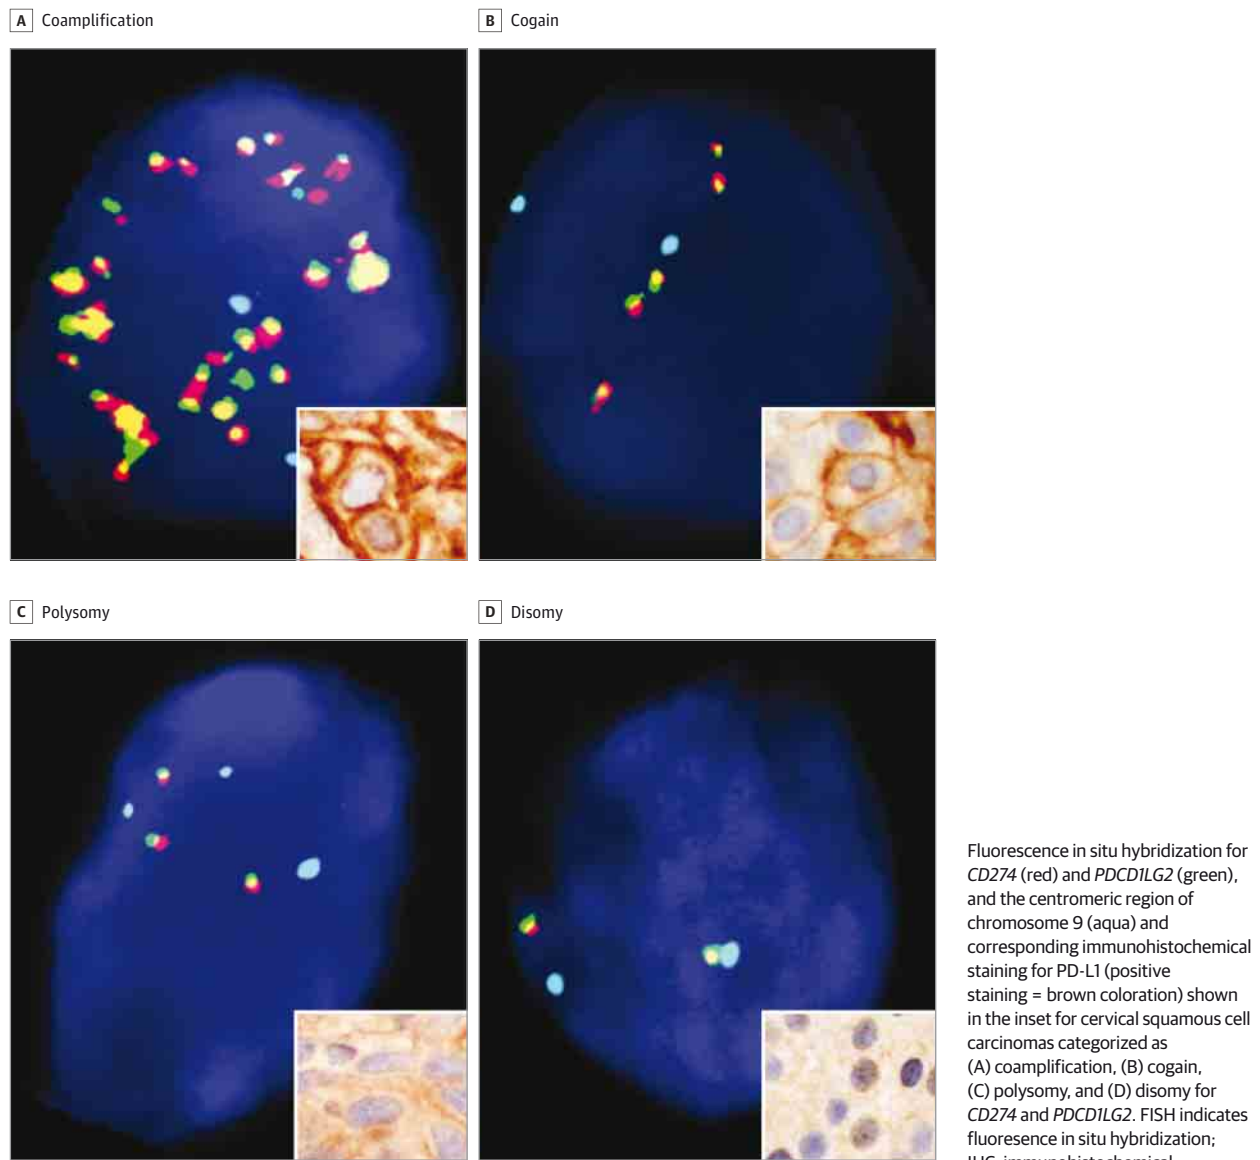 A Coamplification
B Cogain
C Polysomy
D Disomy
Fluorescence in situ hybridization for
CD274 (red) and PDCD1LG2 (green),
and the centromeric region of
chromosome 9 (aqua) and
corresponding immunohistochemical
staining for PD-L1 (positive
staining = brown coloration) shown
in the inset for cervical squamous cell
carcinomas categorized as
(A) coamplification, (B) cogain,
(C) polysomy, and (D) disomy for
CD274 and PDCD1LG2. FISH indicates
fluoresence in situ hybridization;
IHC, immunohistochemical